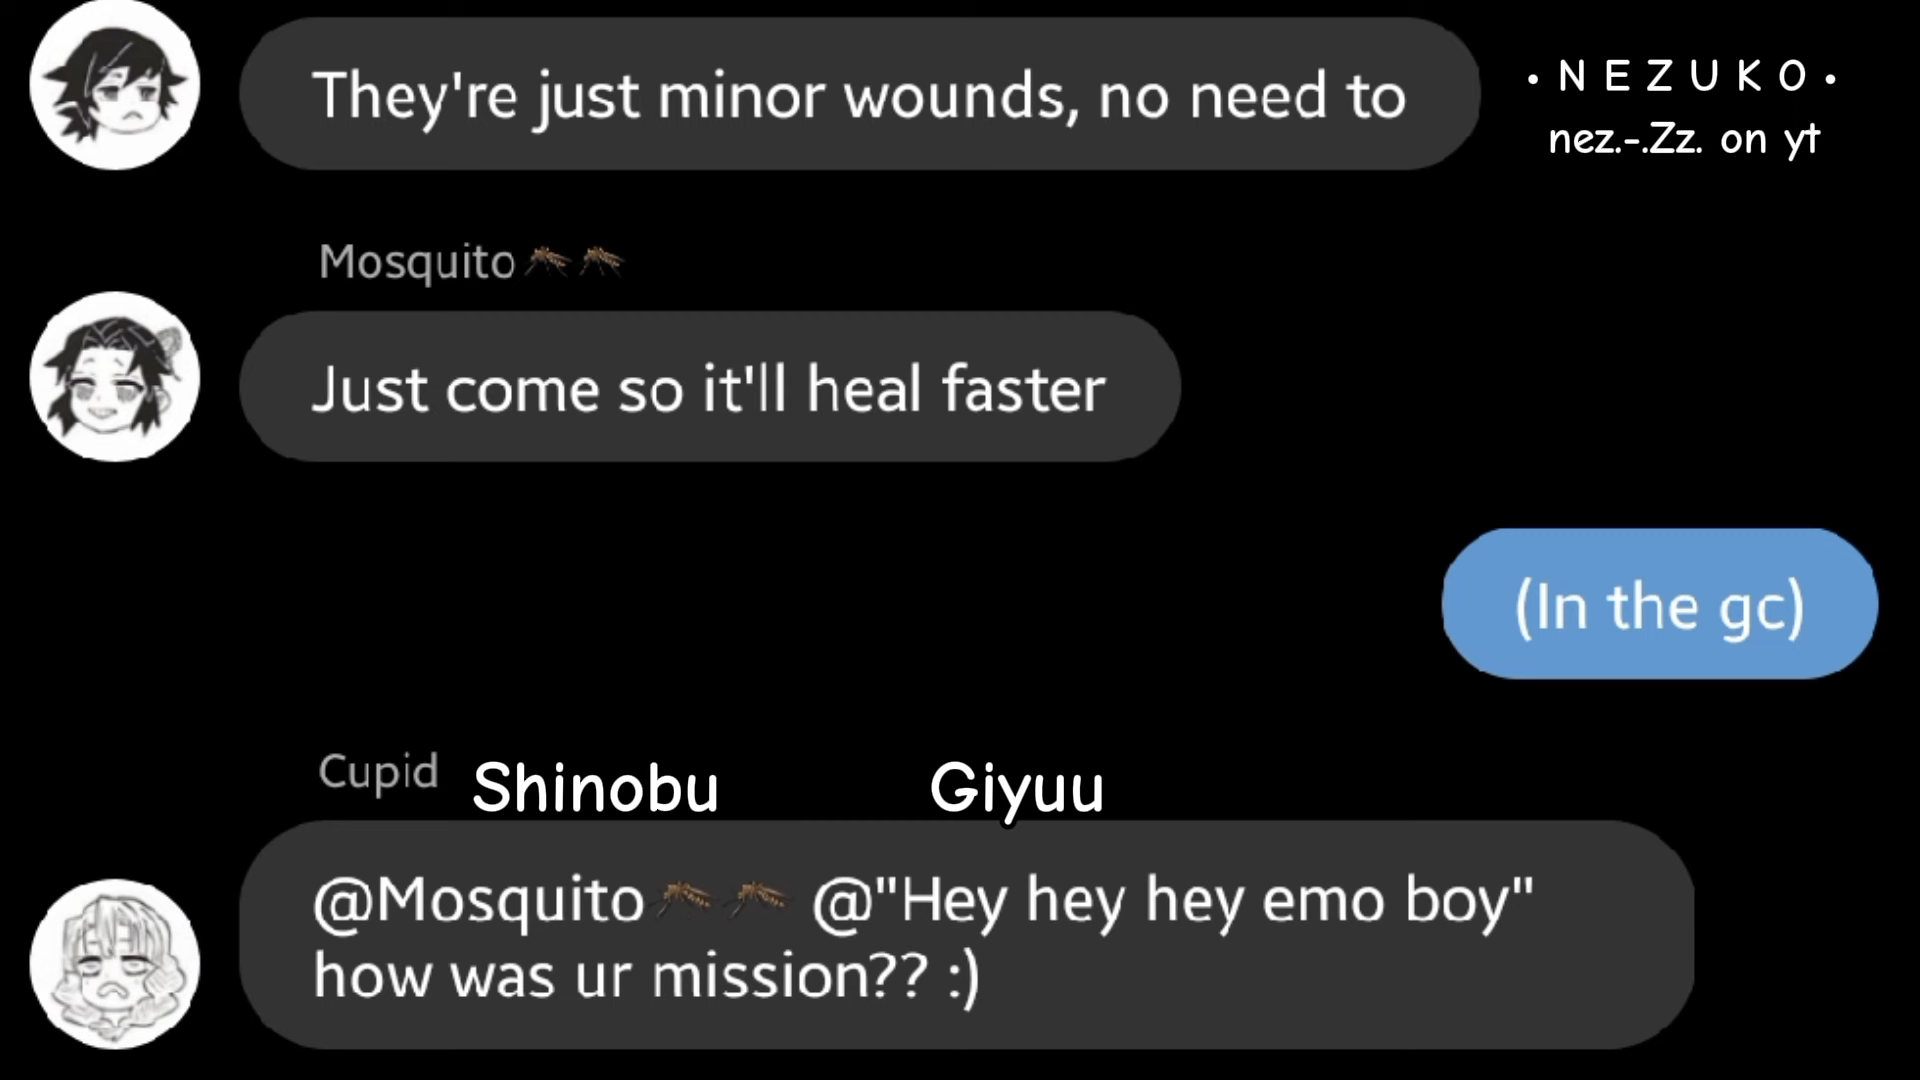 They're just minor wounds, no need to
• N E Z U K O •
nez.-.Zz. on yt
Mosquito🦟🦟
Just come so it'll heal faster
(In the gc)
Cupid
Shinobu Giyuu
@Mosquito🦟🦟 @"Hey hey hey emo boy"
how was ur mission?? :)